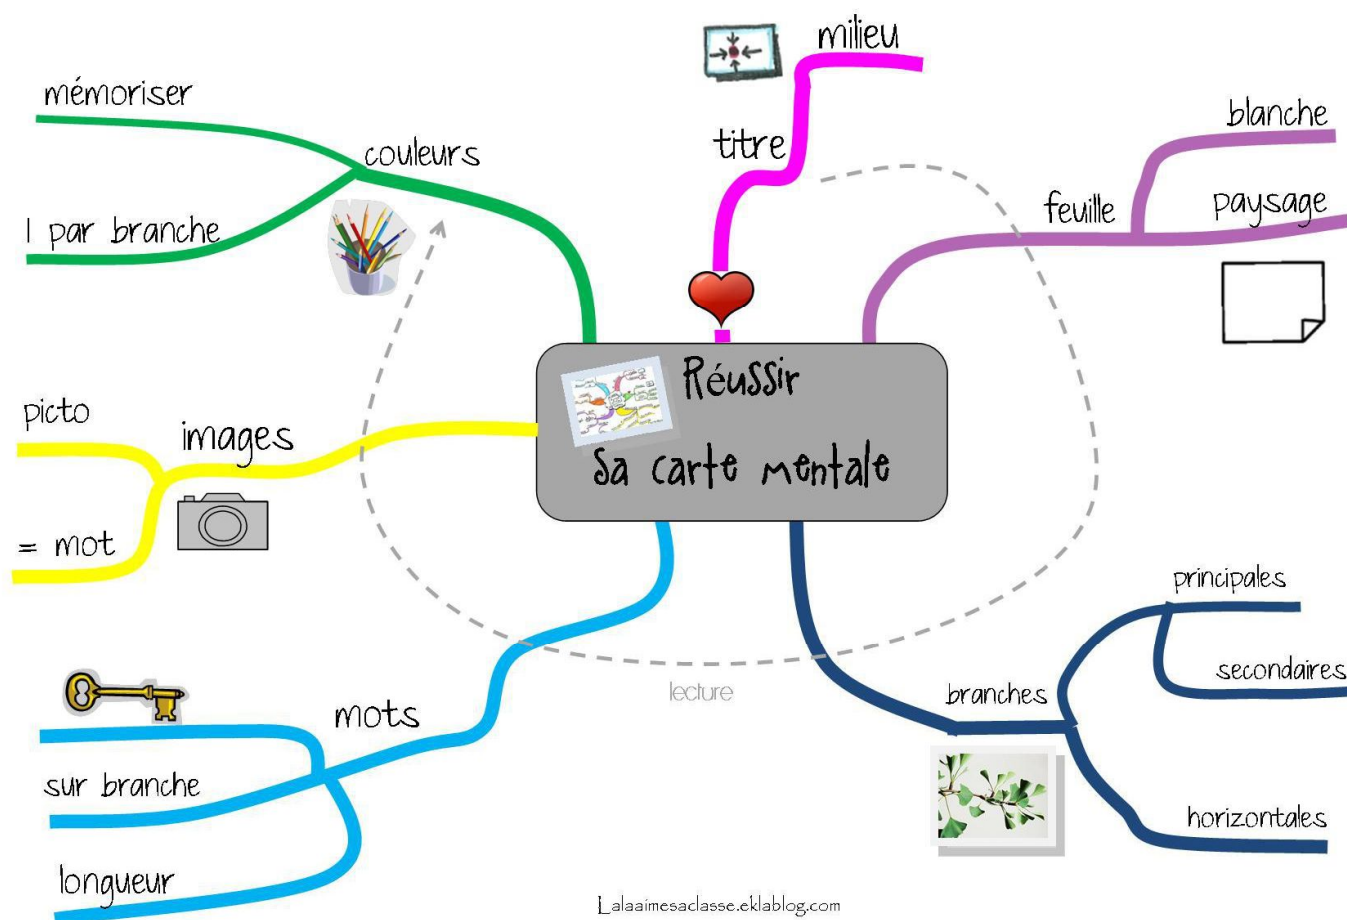 milieu
titre
blanche
feuille
paysage
mémoriser
couleurs
1 par branche
Réussir
Sa carte mentale
picto
images
= mot
principales
secondaires
branches
horizontales
lecture
mots
sur branche
longueur
Lalaaimesaclasse.eklablog.com